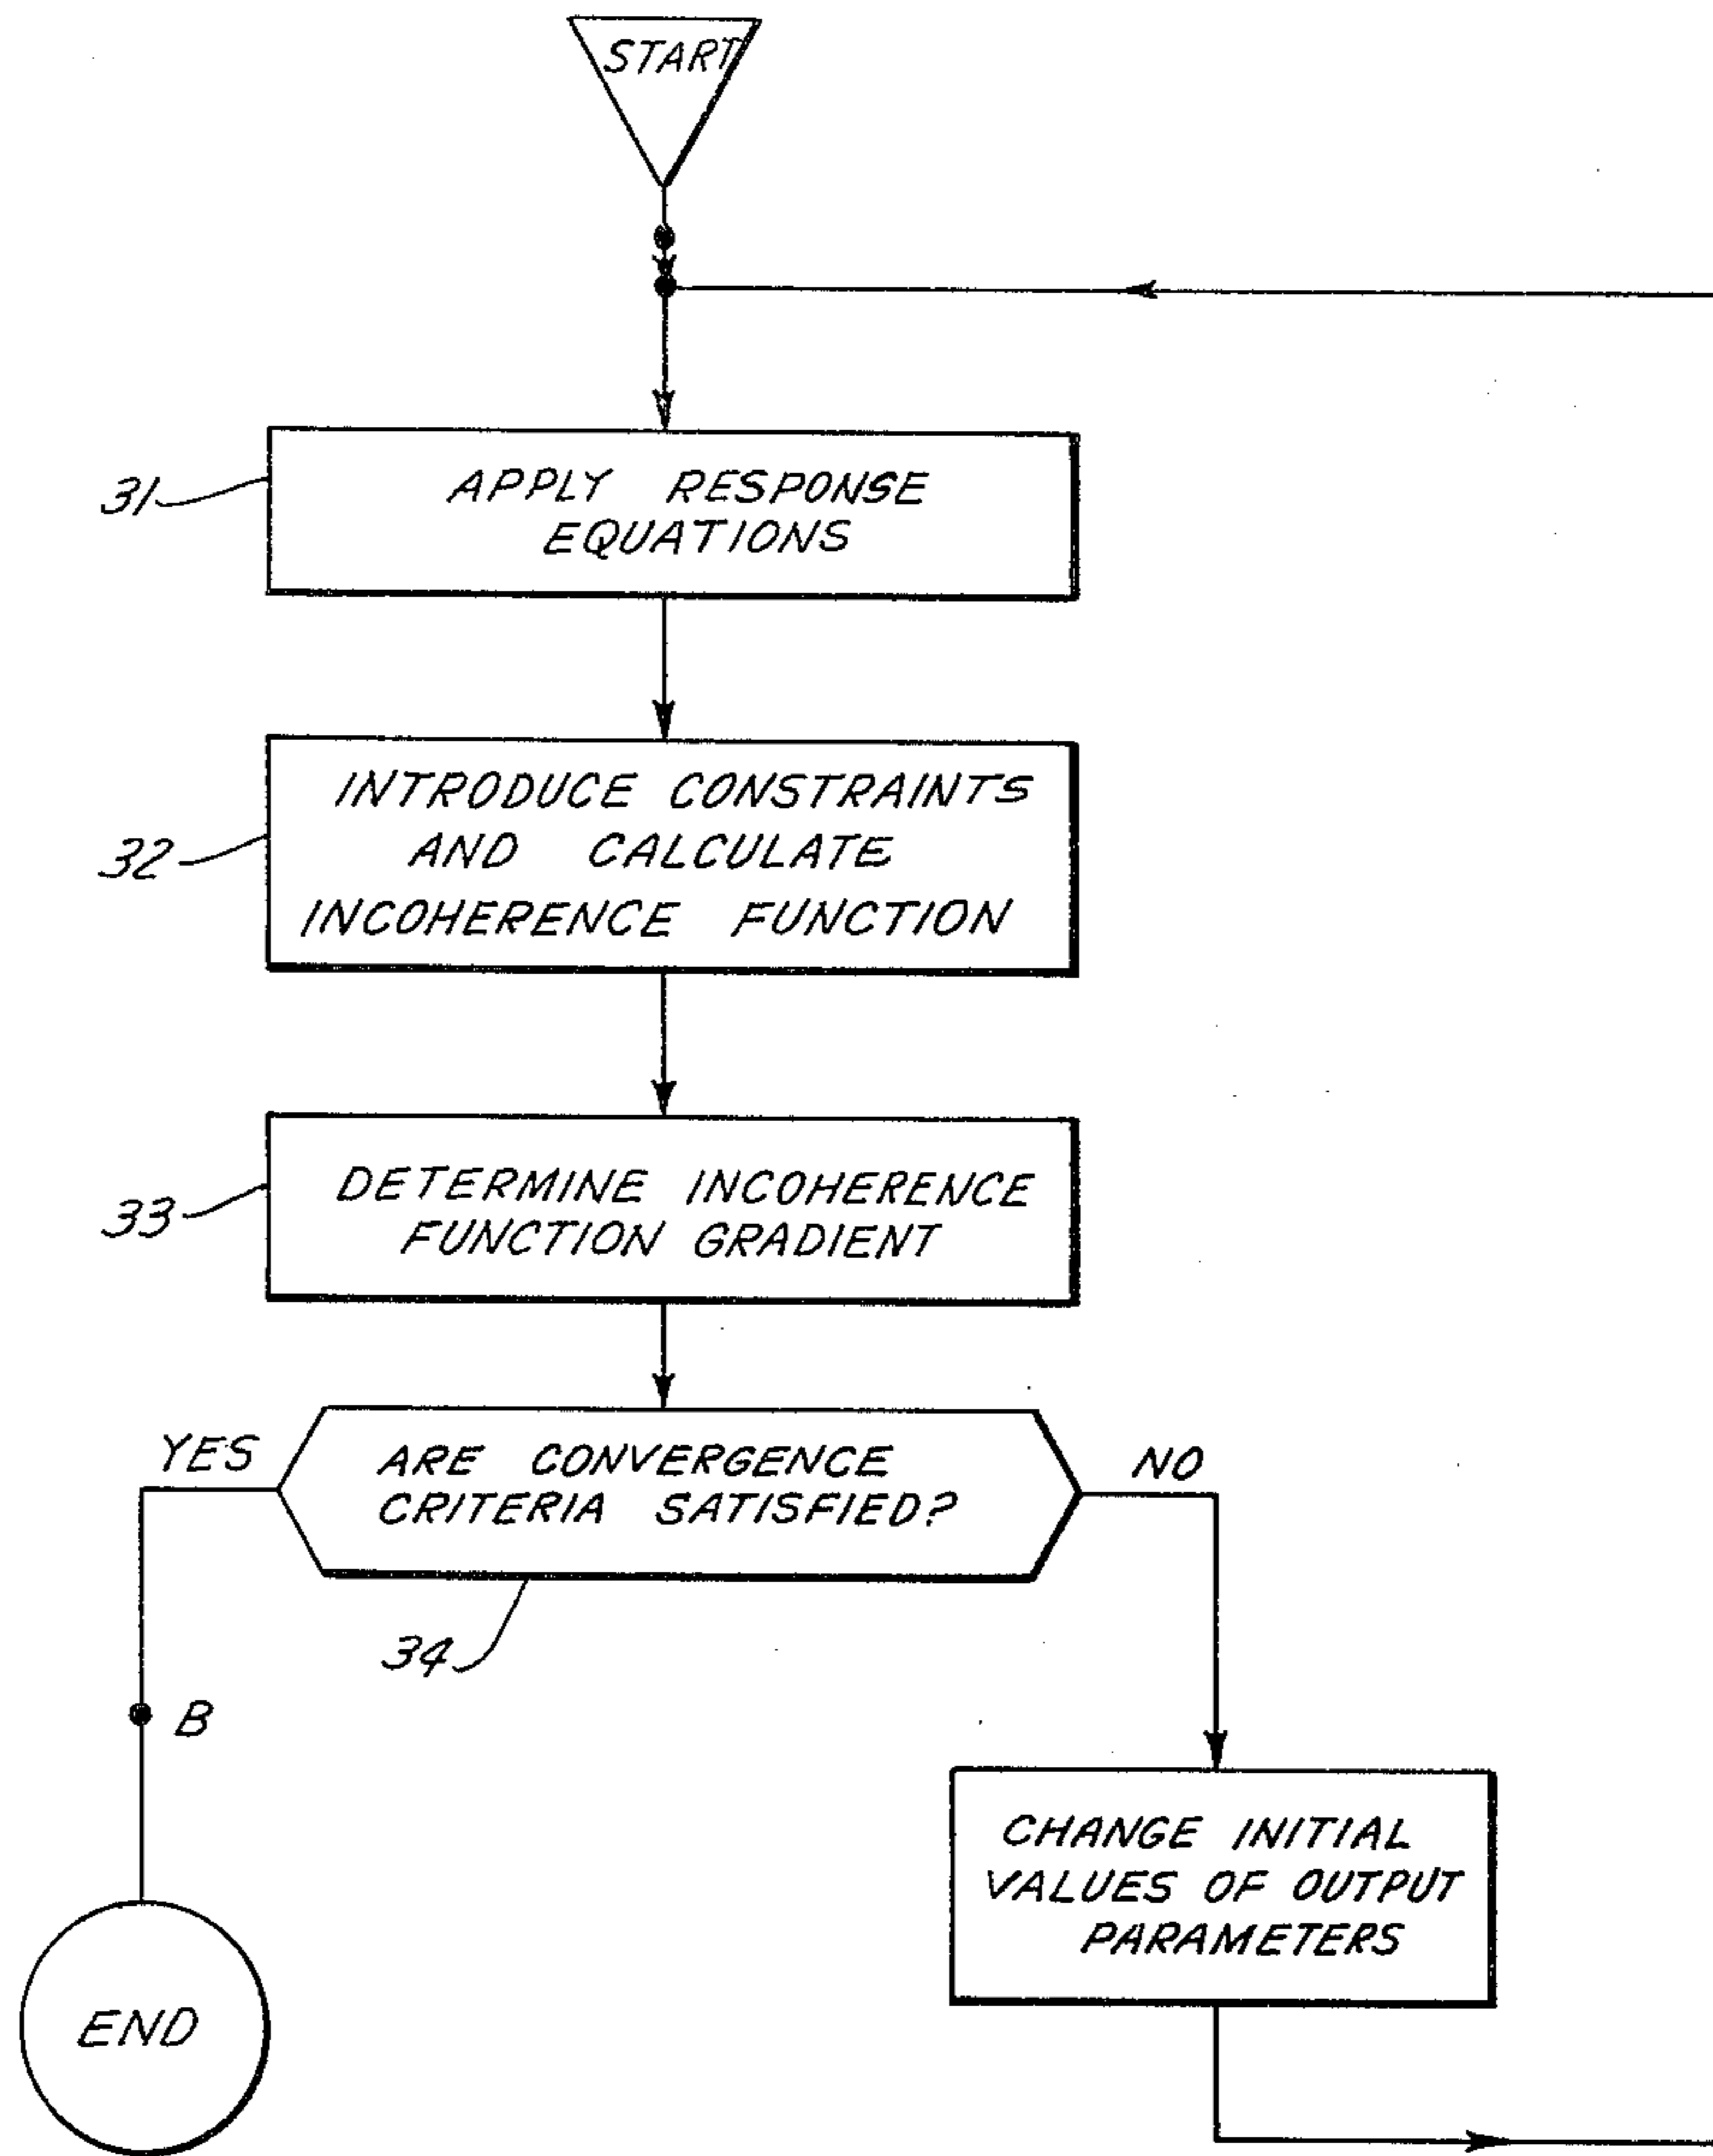 START
31
APPLY RESPONSE
EQUATIONS
32
INTRODUCE CONSTRAINTS
AND CALCULATE
INCOHERENCE FUNCTION
33
DETERMINE INCOHERENCE
FUNCTION GRADIENT
YES
ARE CONVERGENCE
CRITERIA SATISFIED?
NO
34
B
CHANGE INITIAL
VALUES OF OUTPUT
PARAMETERS
END